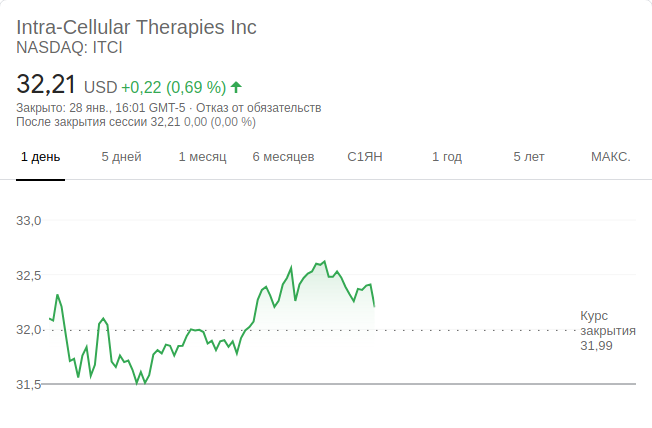 Intra-Cellular Therapies Inc
NASDAQ: ITCI
32,21 USD +0,22 (0,69 %)
Закрыто: 28 янв., 16:01 GMT-5 · Отказ от обязательств
После закрытия сессии 32,21 0,00 (0,00 %)
1 день 5 дней 1 месяц 6 месяцев С1ЯН 1 год 5 лет МАКС.
33,0
32,5
32,0
31,5
Курс
закрытия
31,99